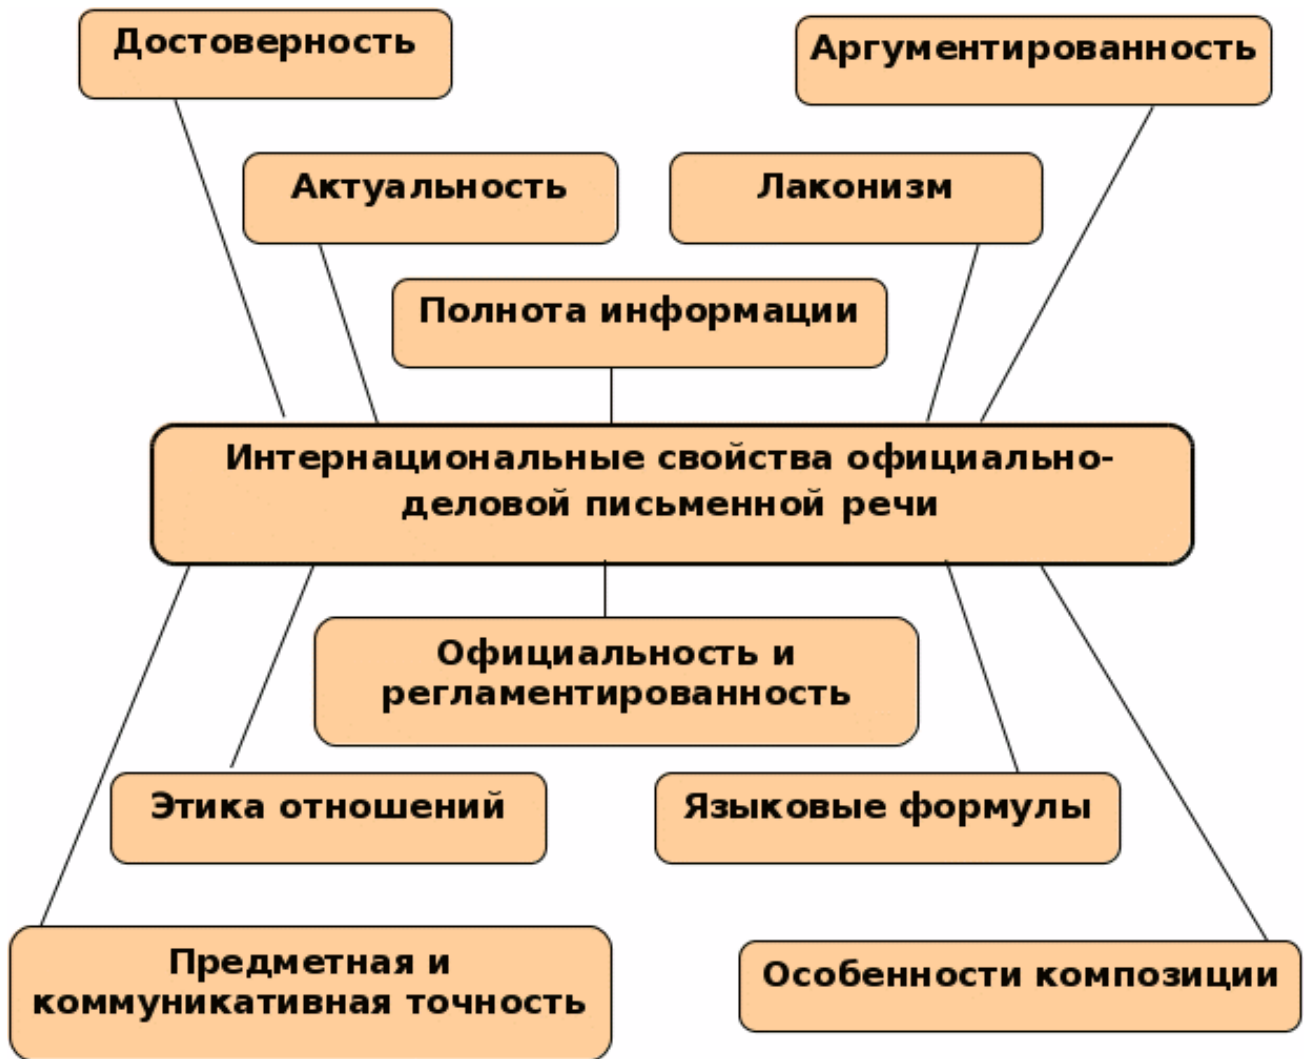 Достоверность
Аргументированность
Актуальность
Лаконизм
Полнота информации
Интернациональные свойства официально-
деловой письменной речи
Официальность и
регламентированность
Этика отношений
Языковые формулы
Предметная и
коммуникативная точность
Особенности композиции